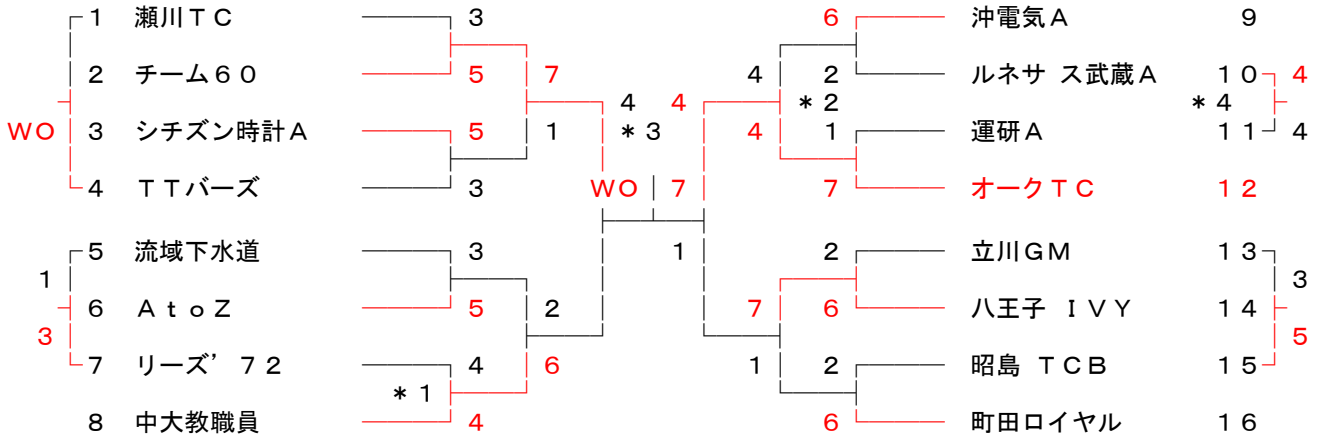 1 瀬川TC 3 6 沖電気A 9
2 チーム60 5 7 4 2 ルネサ ス武蔵A 10 4
4 4 *2 *4
WO 3 シチズン時計A 5 1 *3 4 1 運研A 11 4
4 TTバーズ 3 WO 7 7 オークTC 12
5 流域下水道 3 1 2 立川GM 13
1 3
6 AtoZ 5 2 7 6 八王子 IVY 14
3 5
7 リーズ’72 4 6 1 2 昭島 TCB 15
*1
8 中大教職員 4 6 町田ロイヤル 16